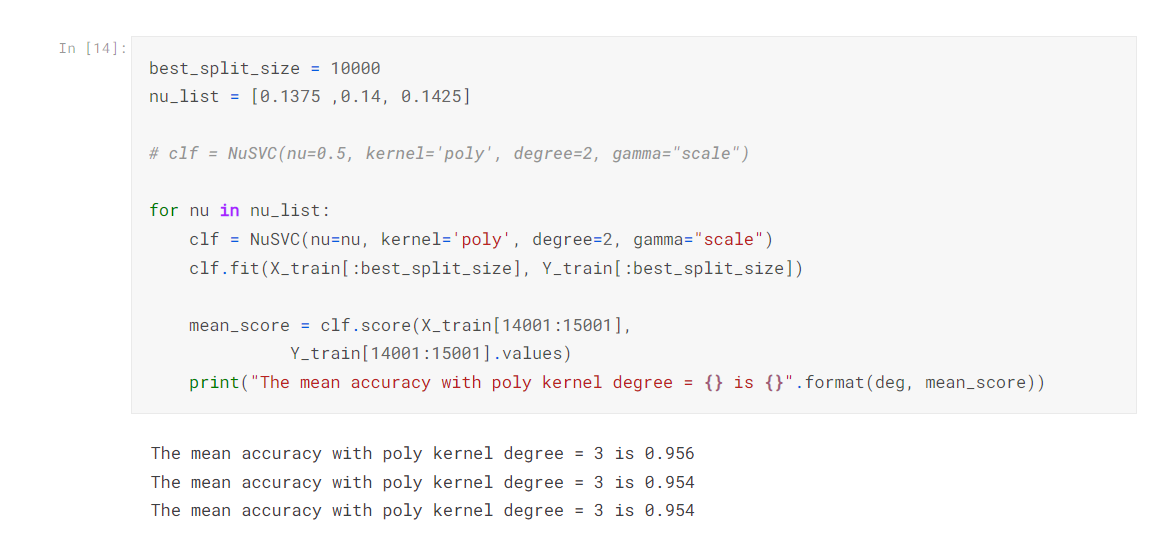 In [14]:
best_split_size = 10000
nu_list = [0.1375 ,0.14, 0.1425]
# clf = NuSVC(nu=0.5, kernel='poly', degree=2, gamma="scale")
for nu in nu_list:
    clf = NuSVC(nu=nu, kernel='poly', degree=2, gamma="scale")
    clf.fit(X_train[:best_split_size], Y_train[:best_split_size])
    mean_score = clf.score(X_train[14001:15001],
              Y_train[14001:15001].values)
    print("The mean accuracy with poly kernel degree = {} is {}".format(deg, mean_score))
The mean accuracy with poly kernel degree = 3 is 0.956
The mean accuracy with poly kernel degree = 3 is 0.954
The mean accuracy with poly kernel degree = 3 is 0.954